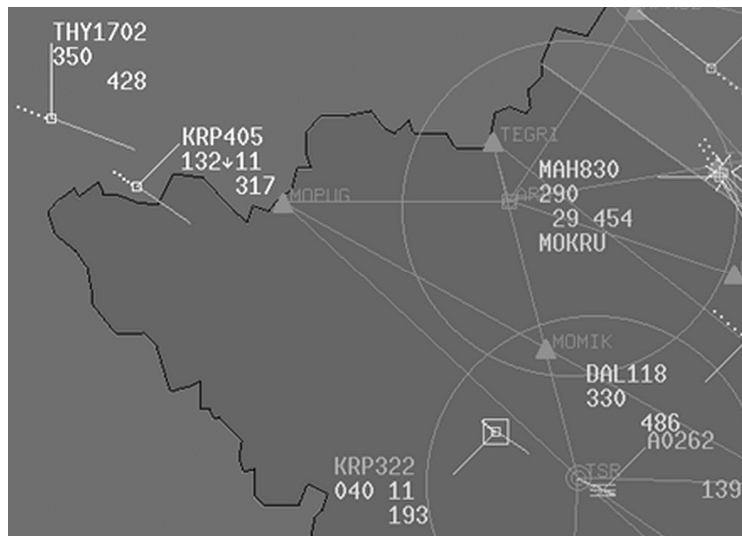 THY1702
350
428
KRP405
132↓11
317
MOPUG
TEGRI
MAH830
290
29 454
MOKRU
MOMIK
DAL118
330
486
A0262
KRP322
040 11
193
TSR
139